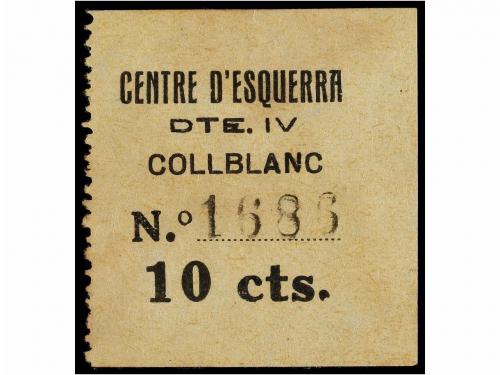 CENTRE D'ESQUERRA
DTE. IV
COLLBLANC
N.º 1686
10 cts.